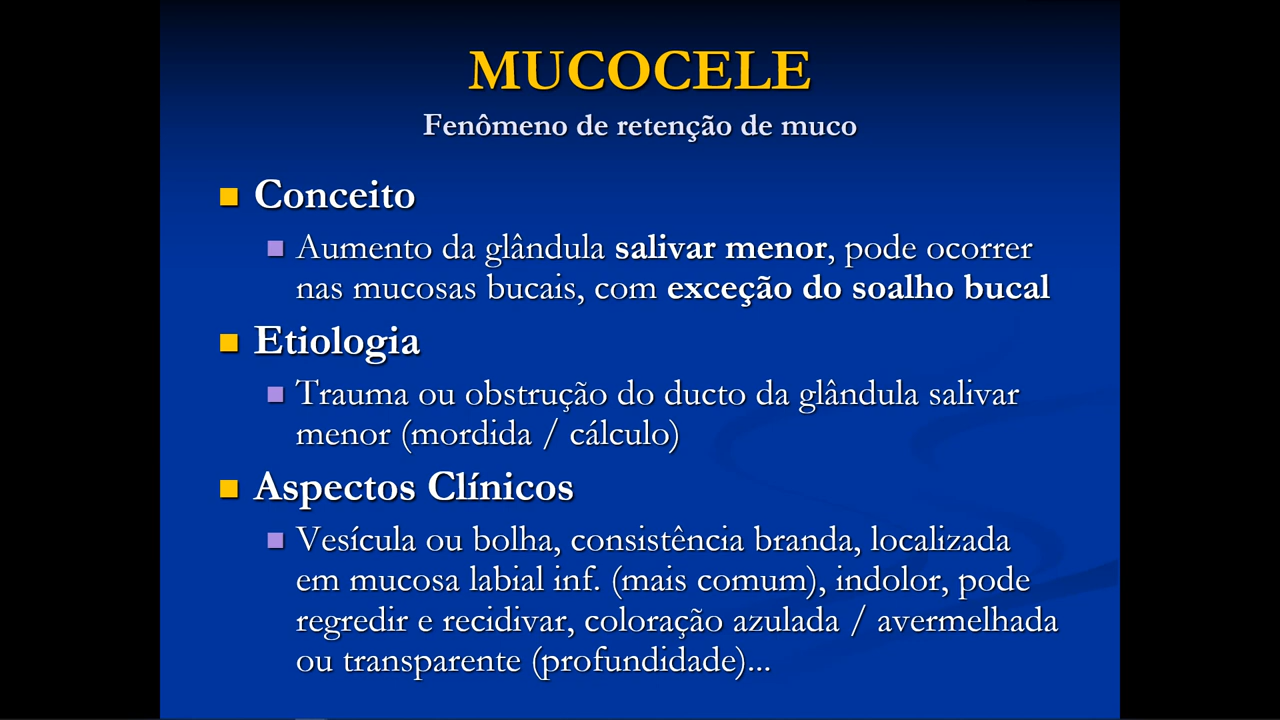 MUCOCELE
Fenômeno de retenção de muco
Conceito
Aumento da glândula salivar menor, pode ocorrer
nas mucosas bucais, com exceção do soalho bucal
Etiologia
Trauma ou obstrução do ducto da glândula salivar
menor (mordida / cálculo)
Aspectos Clínicos
Vesícula ou bolha, consistência branda, localizada
em mucosa labial inf. (mais comum), indolor, pode
regredir e recidivar, coloração azulada / avermelhada
ou transparente (profundidade)...